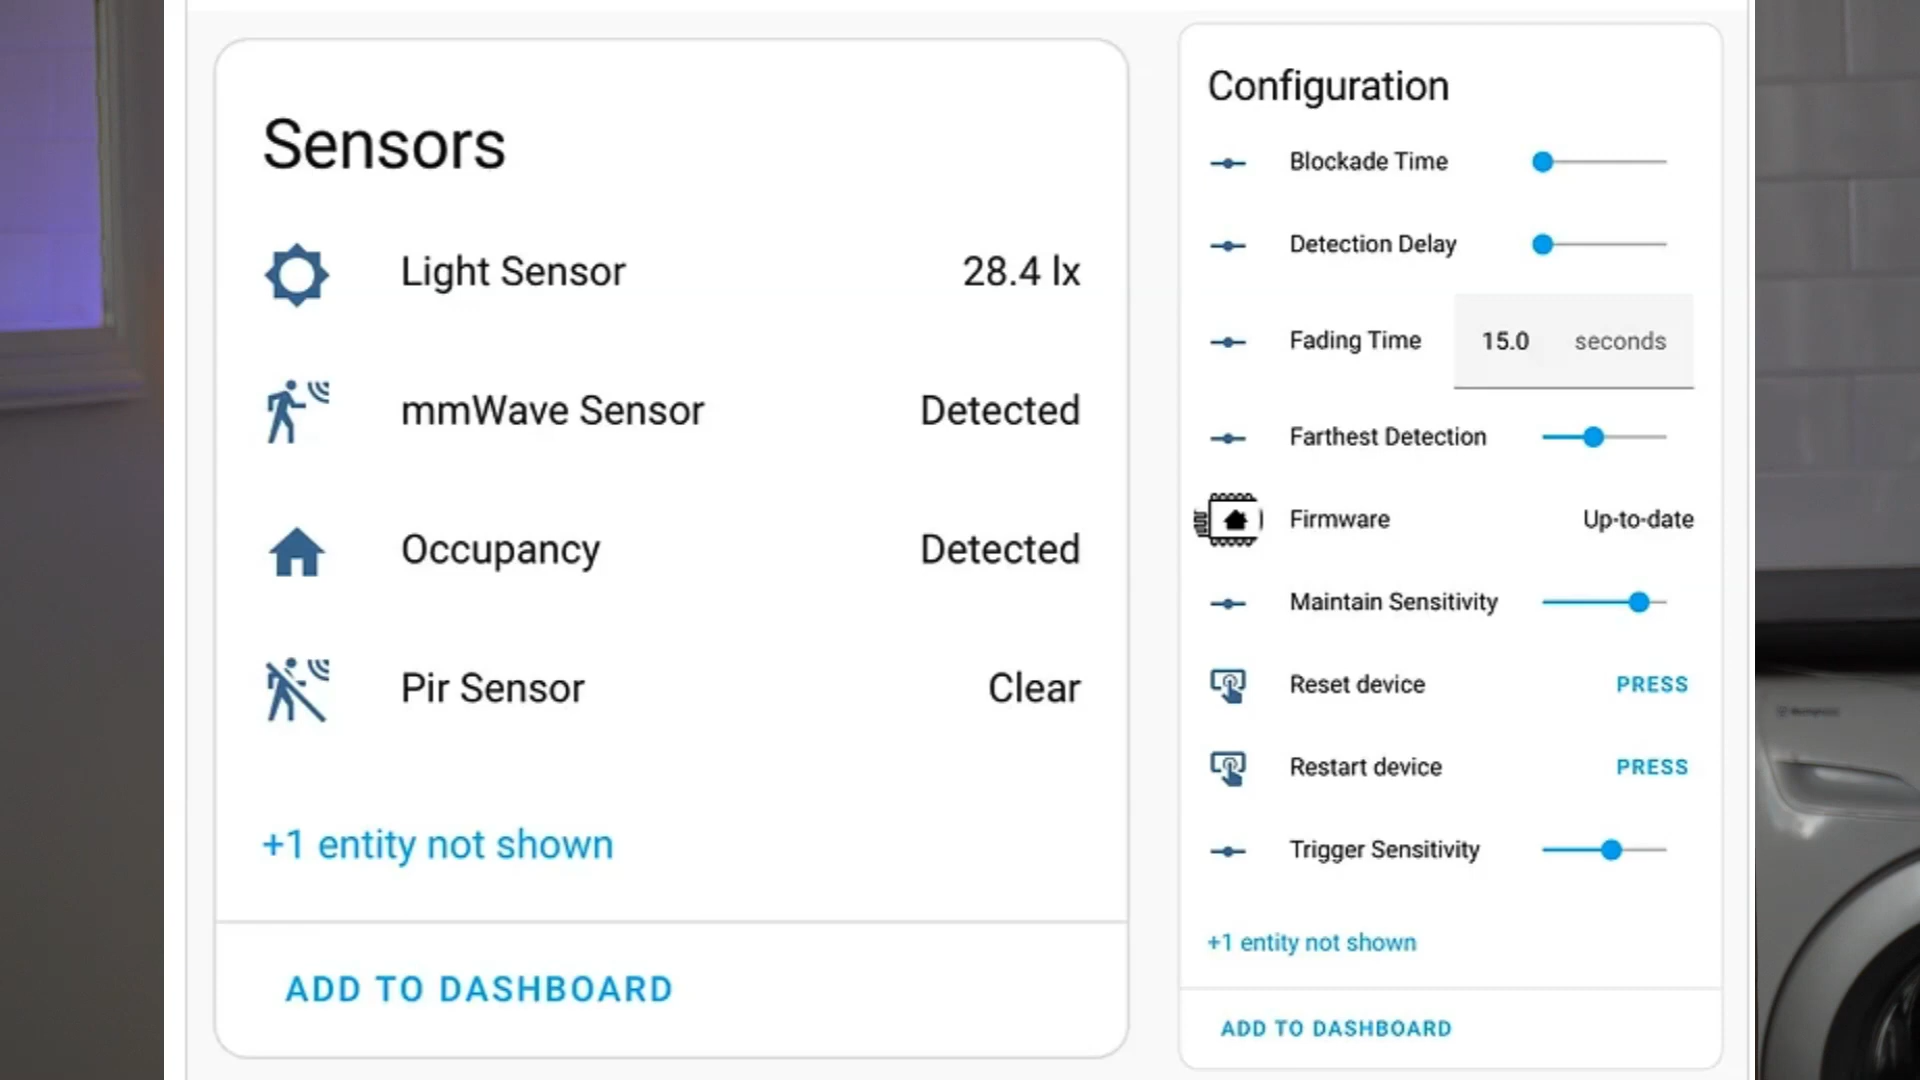 Sensors
Light Sensor 28.4 lx
mmWave Sensor Detected
Occupancy Detected
Pir Sensor Clear
+1 entity not shown
ADD TO DASHBOARD
Configuration
Blockade Time
Detection Delay
Fading Time 15.0 seconds
Farthest Detection
Firmware Up-to-date
Maintain Sensitivity
Reset device PRESS
Restart device PRESS
Trigger Sensitivity
+1 entity not shown
ADD TO DASHBOARD